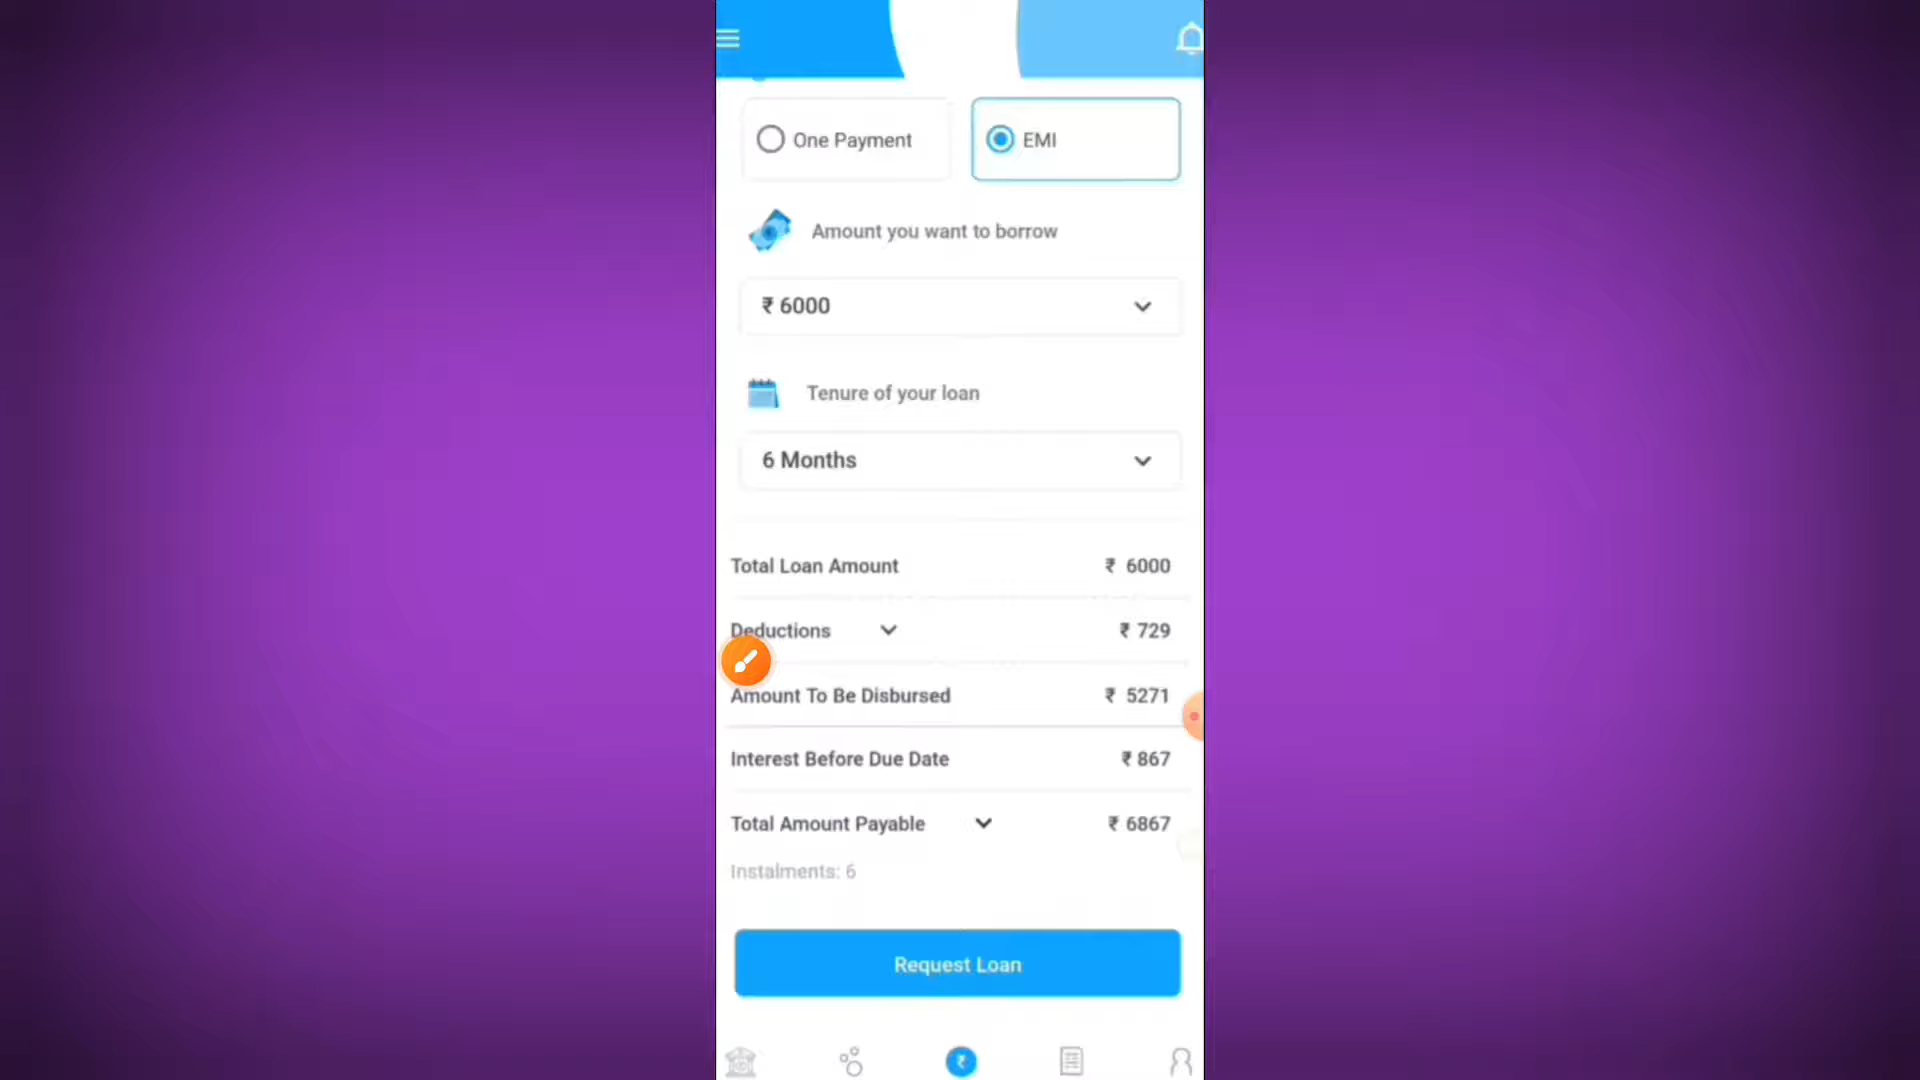 One Payment
EMI
Amount you want to borrow
₹ 6000
Tenure of your loan
6 Months
Total Loan Amount ₹ 6000
Deductions ₹ 729
Amount To Be Disbursed ₹ 5271
Interest Before Due Date ₹ 867
Total Amount Payable ₹ 6867
Instalments: 6
Request Loan
₹